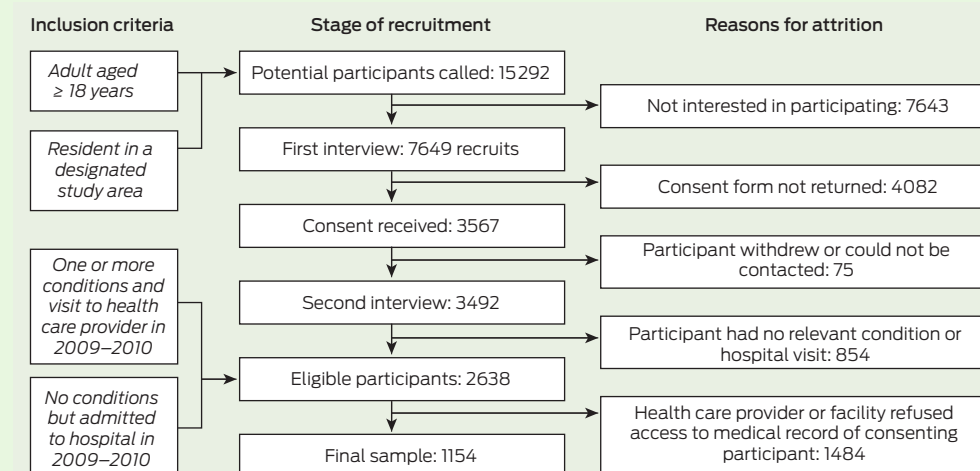 Inclusion criteria
Stage of recruitment
Reasons for attrition
Adult aged
≥ 18 years
Resident in a
designated
study area
Potential participants called: 15292
Not interested in participating: 7643
First interview: 7649 recruits
Consent form not returned: 4082
Consent received: 3567
Participant withdrew or could not be
contacted: 75
Second interview: 3492
Participant had no relevant condition or
hospital visit: 854
One or more
conditions and
visit to health
care provider in
2009–2010
No conditions
but admitted
to hospital in
2009–2010
Eligible participants: 2638
Health care provider or facility refused
access to medical record of consenting
participant: 1484
Final sample: 1154